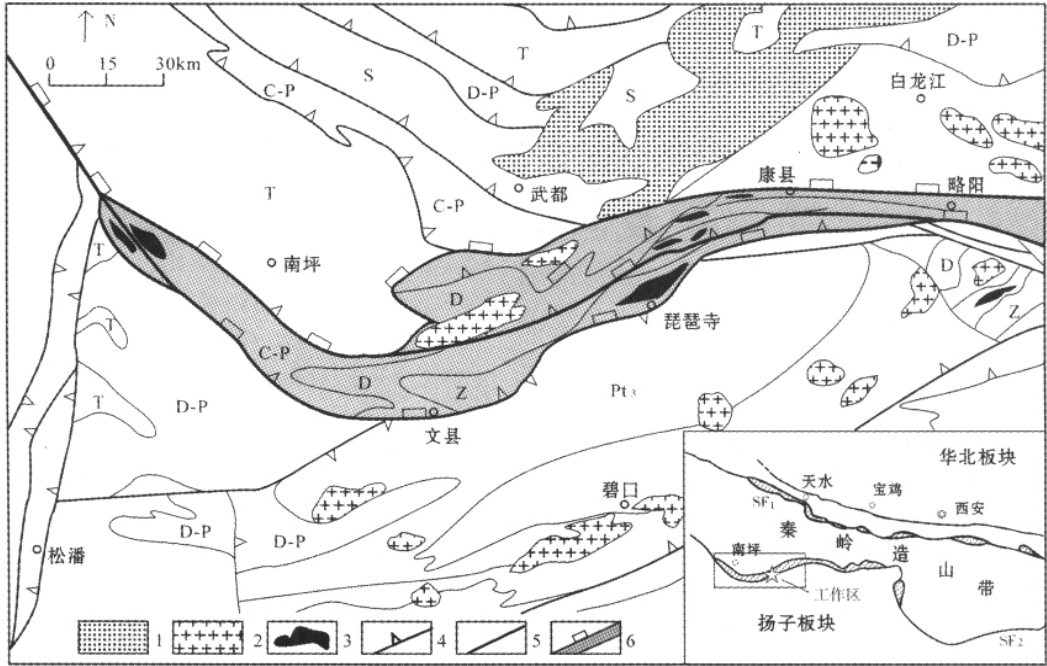 N
0 15 30km
T
T
D-P
白龙江
C-P
S
D-P
S
康县
略阳
武都
T
C-P
南坪
T
D
D
Z
琵琶寺
C-P
T
D
Z
Pt3
T
D-P
文县
华北板块
天水
宝鸡
SF1
西安
碧口
秦岭造山带
D-P
D-P
南坪
松潘
工作区
扬子板块
SF2
1 2 3 4 5 6